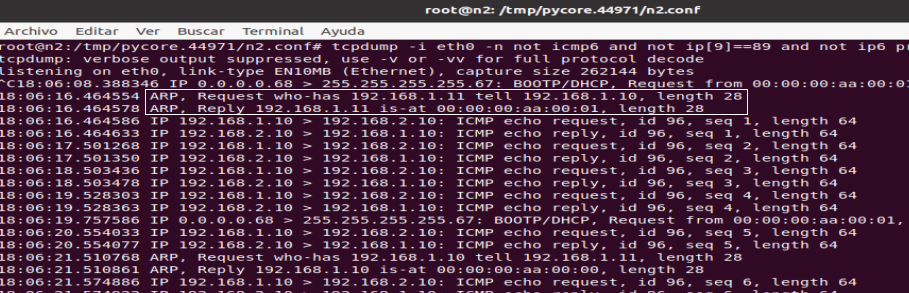 root@n2: /tmp/pycore.44971/n2.conf
Archivo Editar Ver Buscar Terminal Ayuda
root@n2:/tmp/pycore.44971/n2.conf# tcpdump -i eth0 -n not icmp6 and not ip[9]==89 and not ip6 pr
tcpdump: verbose output suppressed, use -v or -vv for full protocol decode
listening on eth0, link-type EN10MB (Ethernet), capture size 262144 bytes
^C18:06:08.388346 IP 0.0.0.0.68 > 255.255.255.255.67: BOOTP/DHCP, Request from 00:00:00:aa:00:01
18:06:16.464554 ARP, Request who-has 192.168.1.11 tell 192.168.1.10, length 28
18:06:16.464578 ARP, Reply 192.168.1.11 is-at 00:00:00:aa:00:01, length 28
18:06:16.464586 IP 192.168.1.10 > 192.168.2.10: ICMP echo request, id 96, seq 1, length 64
18:06:16.464633 IP 192.168.2.10 > 192.168.1.10: ICMP echo reply, id 96, seq 1, length 64
18:06:17.501268 IP 192.168.1.10 > 192.168.2.10: ICMP echo request, id 96, seq 2, length 64
18:06:17.501350 IP 192.168.2.10 > 192.168.1.10: ICMP echo reply, id 96, seq 2, length 64
18:06:18.503436 IP 192.168.1.10 > 192.168.2.10: ICMP echo request, id 96, seq 3, length 64
18:06:18.503478 IP 192.168.2.10 > 192.168.1.10: ICMP echo reply, id 96, seq 3, length 64
18:06:19.528303 IP 192.168.1.10 > 192.168.2.10: ICMP echo request, id 96, seq 4, length 64
18:06:19.528363 IP 192.168.2.10 > 192.168.1.10: ICMP echo reply, id 96, seq 4, length 64
18:06:19.757586 IP 0.0.0.0.68 > 255.255.255.255.67: BOOTP/DHCP, Request from 00:00:00:aa:00:01,
18:06:20.554033 IP 192.168.1.10 > 192.168.2.10: ICMP echo request, id 96, seq 5, length 64
18:06:20.554077 IP 192.168.2.10 > 192.168.1.10: ICMP echo reply, id 96, seq 5, length 64
18:06:21.510768 ARP, Request who-has 192.168.1.10 tell 192.168.1.11, length 28
18:06:21.510861 ARP, Reply 192.168.1.10 is-at 00:00:00:aa:00:00, length 28
18:06:21.574886 IP 192.168.1.10 > 192.168.2.10: ICMP echo request, id 96, seq 6, length 64